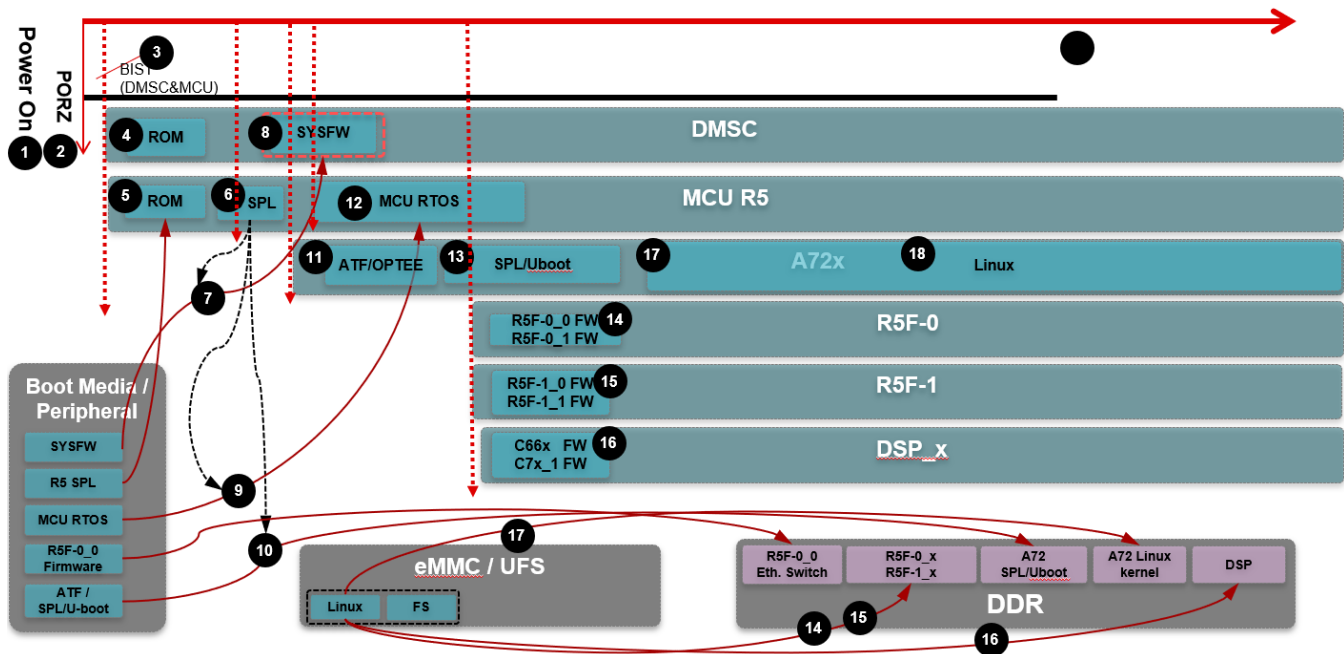 Power On
PORZ
1
2
3
BIST
(DMSC&MCU)
4
ROM
8
SYSFW
DMSC
5
ROM
6
SPL
12
MCU RTOS
MCU R5
11
ATF/OPTEE
13
SPL/Uboot
17
A72x
18
Linux
7
R5F-0_0 FW
R5F-0_1 FW
14
R5F-0
R5F-1_0 FW
R5F-1_1 FW
15
R5F-1
C66x FW
C7x_1 FW
16
DSP_x
Boot Media /
Peripheral
SYSFW
R5 SPL
MCU RTOS
R5F-0_0
Firmware
ATF /
SPL/U-boot
9
10
17
eMMC / UFS
Linux
FS
R5F-0_0
Eth. Switch
R5F-0_x
R5F-1_x
A72
SPL/Uboot
A72 Linux
kernel
DSP
DDR
14
15
16